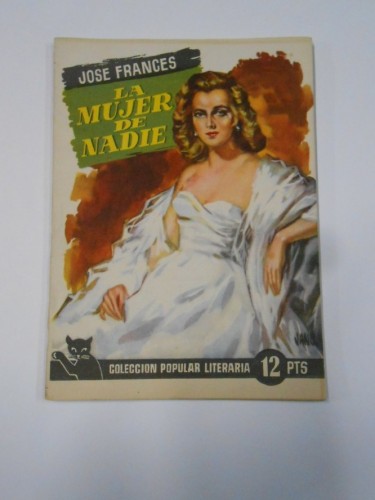 JOSE FRANCES
LA
MUJER
DE
NADIE
COLECCION POPULAR LITERARIA 12 PTS